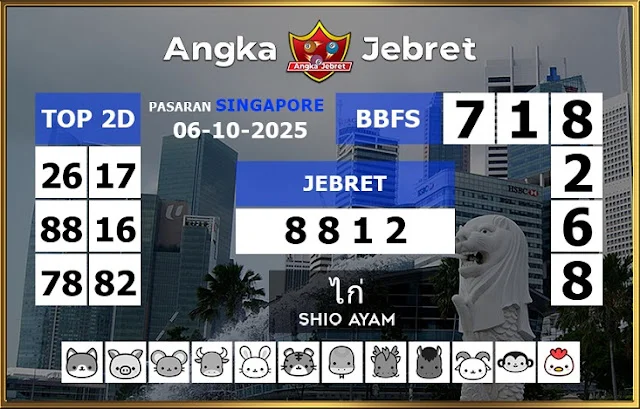 Angka Jebret
Angka Jebret
TOP 2D
PASARAN SINGAPORE
06-10-2025
BBFS
7 1 8
2
6
8
26 17
88 16
78 82
JEBRET
8 8 1 2
HSBC
ไก่
SHIO AYAM